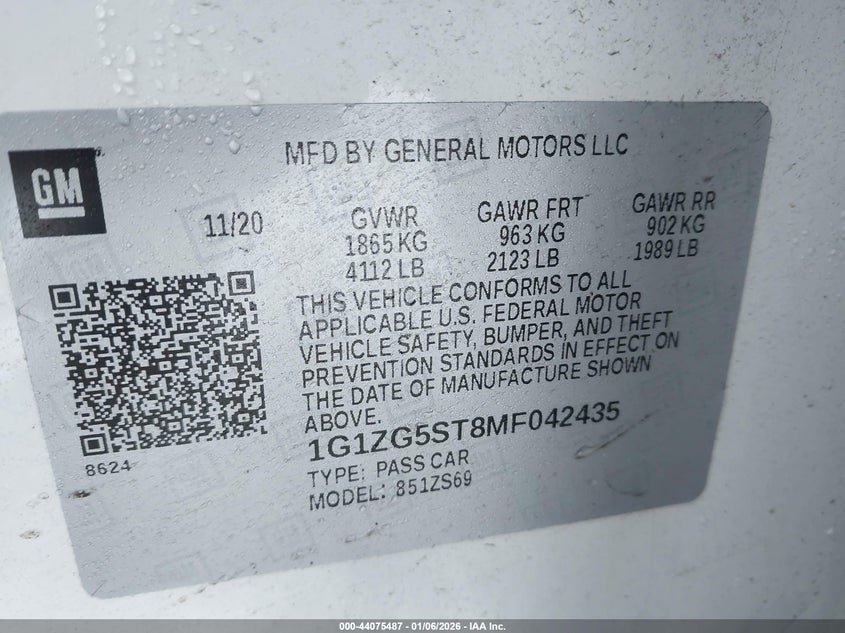 MFD BY GENERAL MOTORS LLC
GM
11/20
GVWR
1865 KG
4112 LB
GAWR FRT
963 KG
2123 LB
GAWR RR
902 KG
1989 LB
THIS VEHICLE CONFORMS TO ALL
APPLICABLE U.S. FEDERAL MOTOR
VEHICLE SAFETY, BUMPER, AND THEFT
PREVENTION STANDARDS IN EFFECT ON
THE DATE OF MANUFACTURE SHOWN
ABOVE.
1G1ZG5ST8MF042435
8624
TYPE: PASS CAR
MODEL: 851ZS69
000-44075487 - 01/06/2026 - IAA Inc.